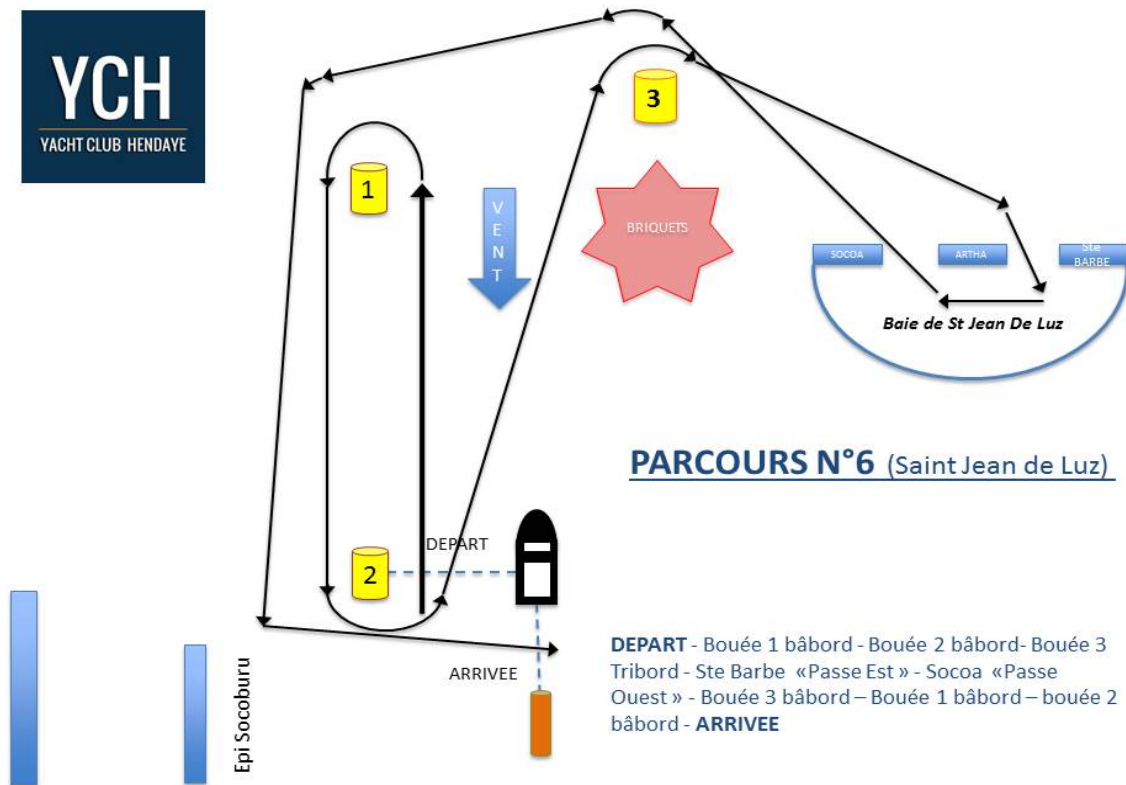 YCH
YACHT CLUB HENDAYE
3
1
V
E
N
T
BRIQUETS
SOCOA
ARTHA
Ste
BARBE
Baie de St Jean De Luz
PARCOURS N°6 (Saint Jean de Luz)
DEPART
2
ARRIVEE
Epi Socoburu
DEPART - Bouée 1 bâbord - Bouée 2 bâbord- Bouée 3
Tribord - Ste Barbe «Passe Est » - Socoa «Passe
Ouest » - Bouée 3 bâbord – Bouée 1 bâbord – bouée 2
bâbord - ARRIVEE